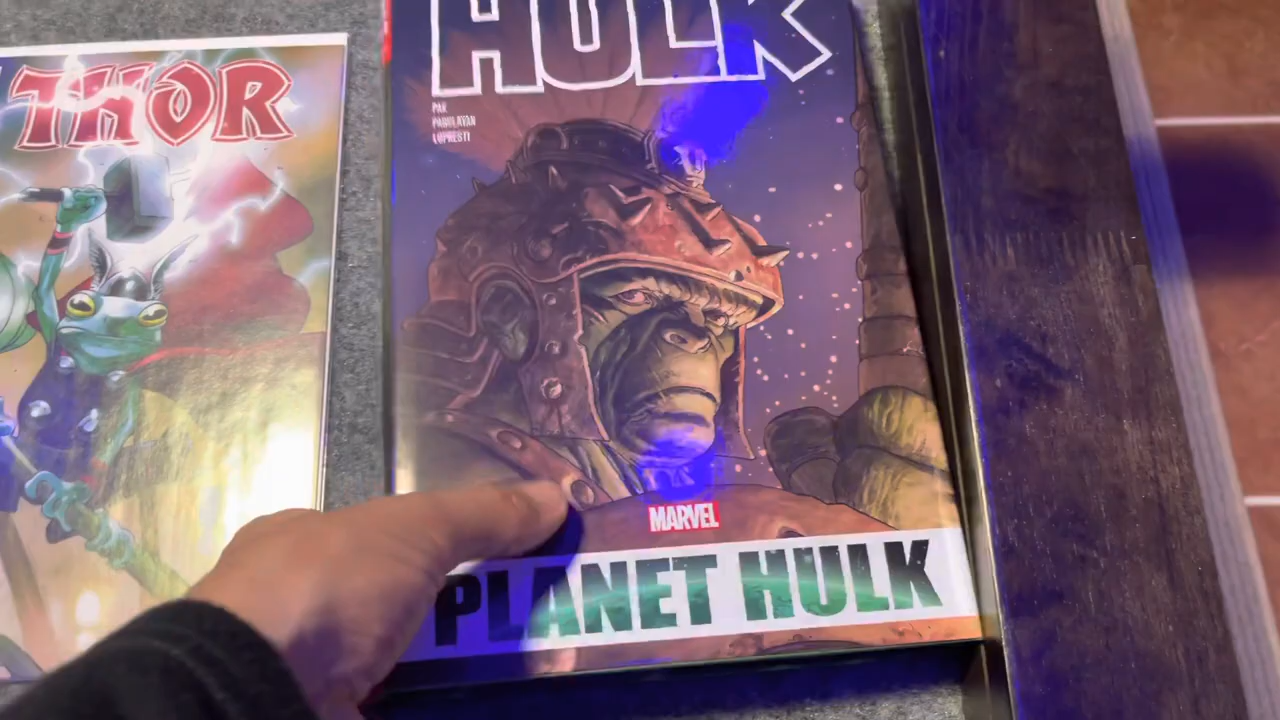 THOR
HULK
PAK
PAGULAYAN
LOPRESTI
MARVEL
PLANET HULK